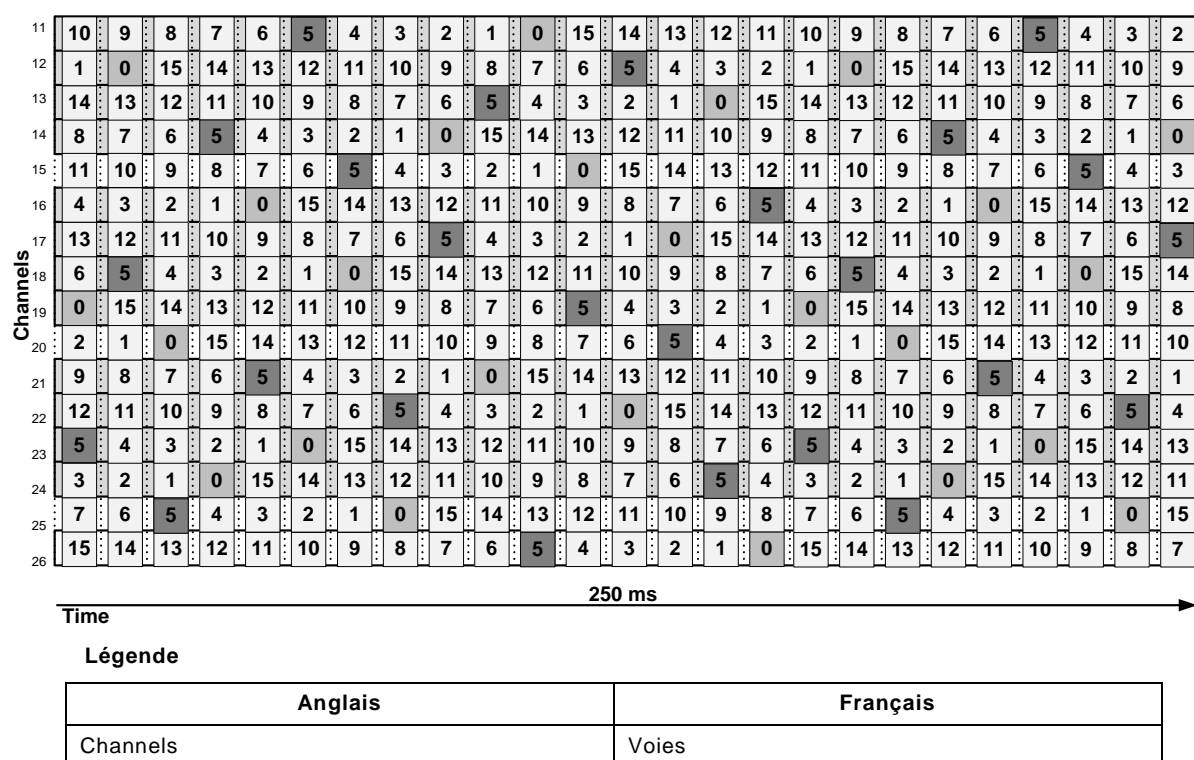 11 10 9 8 7 6 5 4 3 2 1 0 15 14 13 12 11 10 9 8 7 6 5 4 3 2
12 1 0 15 14 13 12 11 10 9 8 7 6 5 4 3 2 1 0 15 14 13 12 11 10 9
13 14 13 12 11 10 9 8 7 6 5 4 3 2 1 0 15 14 13 12 11 10 9 8 7 6
14 8 7 6 5 4 3 2 1 0 15 14 13 12 11 10 9 8 7 6 5 4 3 2 1 0
15 11 10 9 8 7 6 5 4 3 2 1 0 15 14 13 12 11 10 9 8 7 6 5 4 3
16 4 3 2 1 0 15 14 13 12 11 10 9 8 7 6 5 4 3 2 1 0 15 14 13 12
17 13 12 11 10 9 8 7 6 5 4 3 2 1 0 15 14 13 12 11 10 9 8 7 6 5
18 6 5 4 3 2 1 0 15 14 13 12 11 10 9 8 7 6 5 4 3 2 1 0 15 14
Channels
19 0 15 14 13 12 11 10 9 8 7 6 5 4 3 2 1 0 15 14 13 12 11 10 9 8
20 2 1 0 15 14 13 12 11 10 9 8 7 6 5 4 3 2 1 0 15 14 13 12 11 10
21 9 8 7 6 5 4 3 2 1 0 15 14 13 12 11 10 9 8 7 6 5 4 3 2 1
22 12 11 10 9 8 7 6 5 4 3 2 1 0 15 14 13 12 11 10 9 8 7 6 5 4
23 5 4 3 2 1 0 15 14 13 12 11 10 9 8 7 6 5 4 3 2 1 0 15 14 13
24 3 2 1 0 15 14 13 12 11 10 9 8 7 6 5 4 3 2 1 0 15 14 13 12 11
25 7 6 5 4 3 2 1 0 15 14 13 12 11 10 9 8 7 6 5 4 3 2 1 0 15
26 15 14 13 12 11 10 9 8 7 6 5 4 3 2 1 0 15 14 13 12 11 10 9 8 7
250 ms
Time
Légende
Anglais Français
Channels Voies